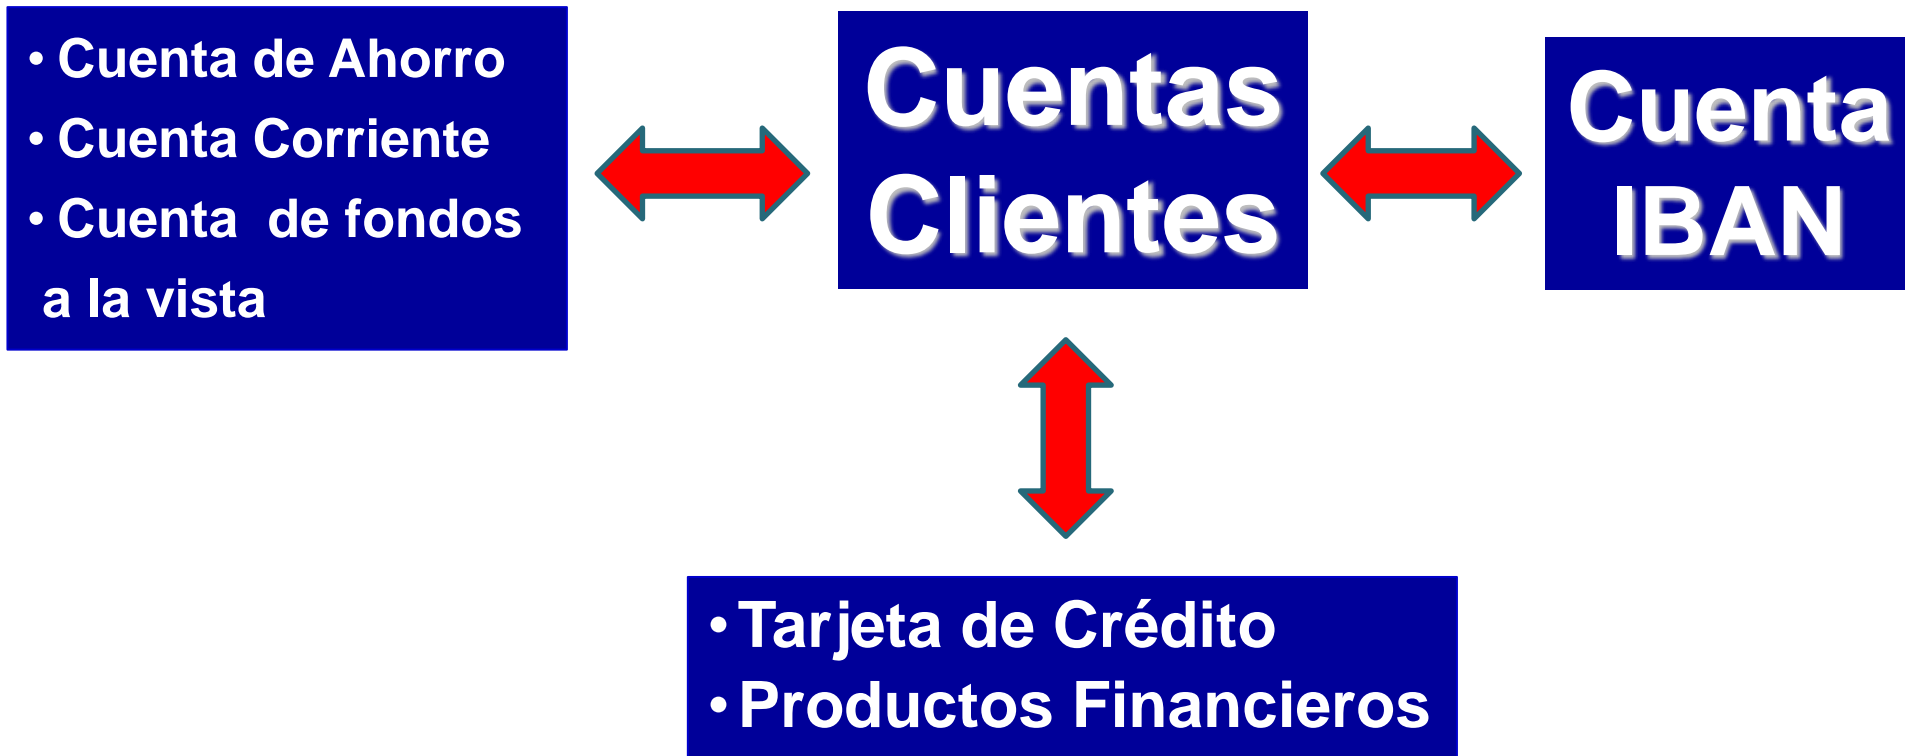 • Cuenta de Ahorro
• Cuenta Corriente
• Cuenta de fondos
a la vista
Cuentas
Clientes
Cuenta
IBAN
• Tarjeta de Crédito
• Productos Financieros